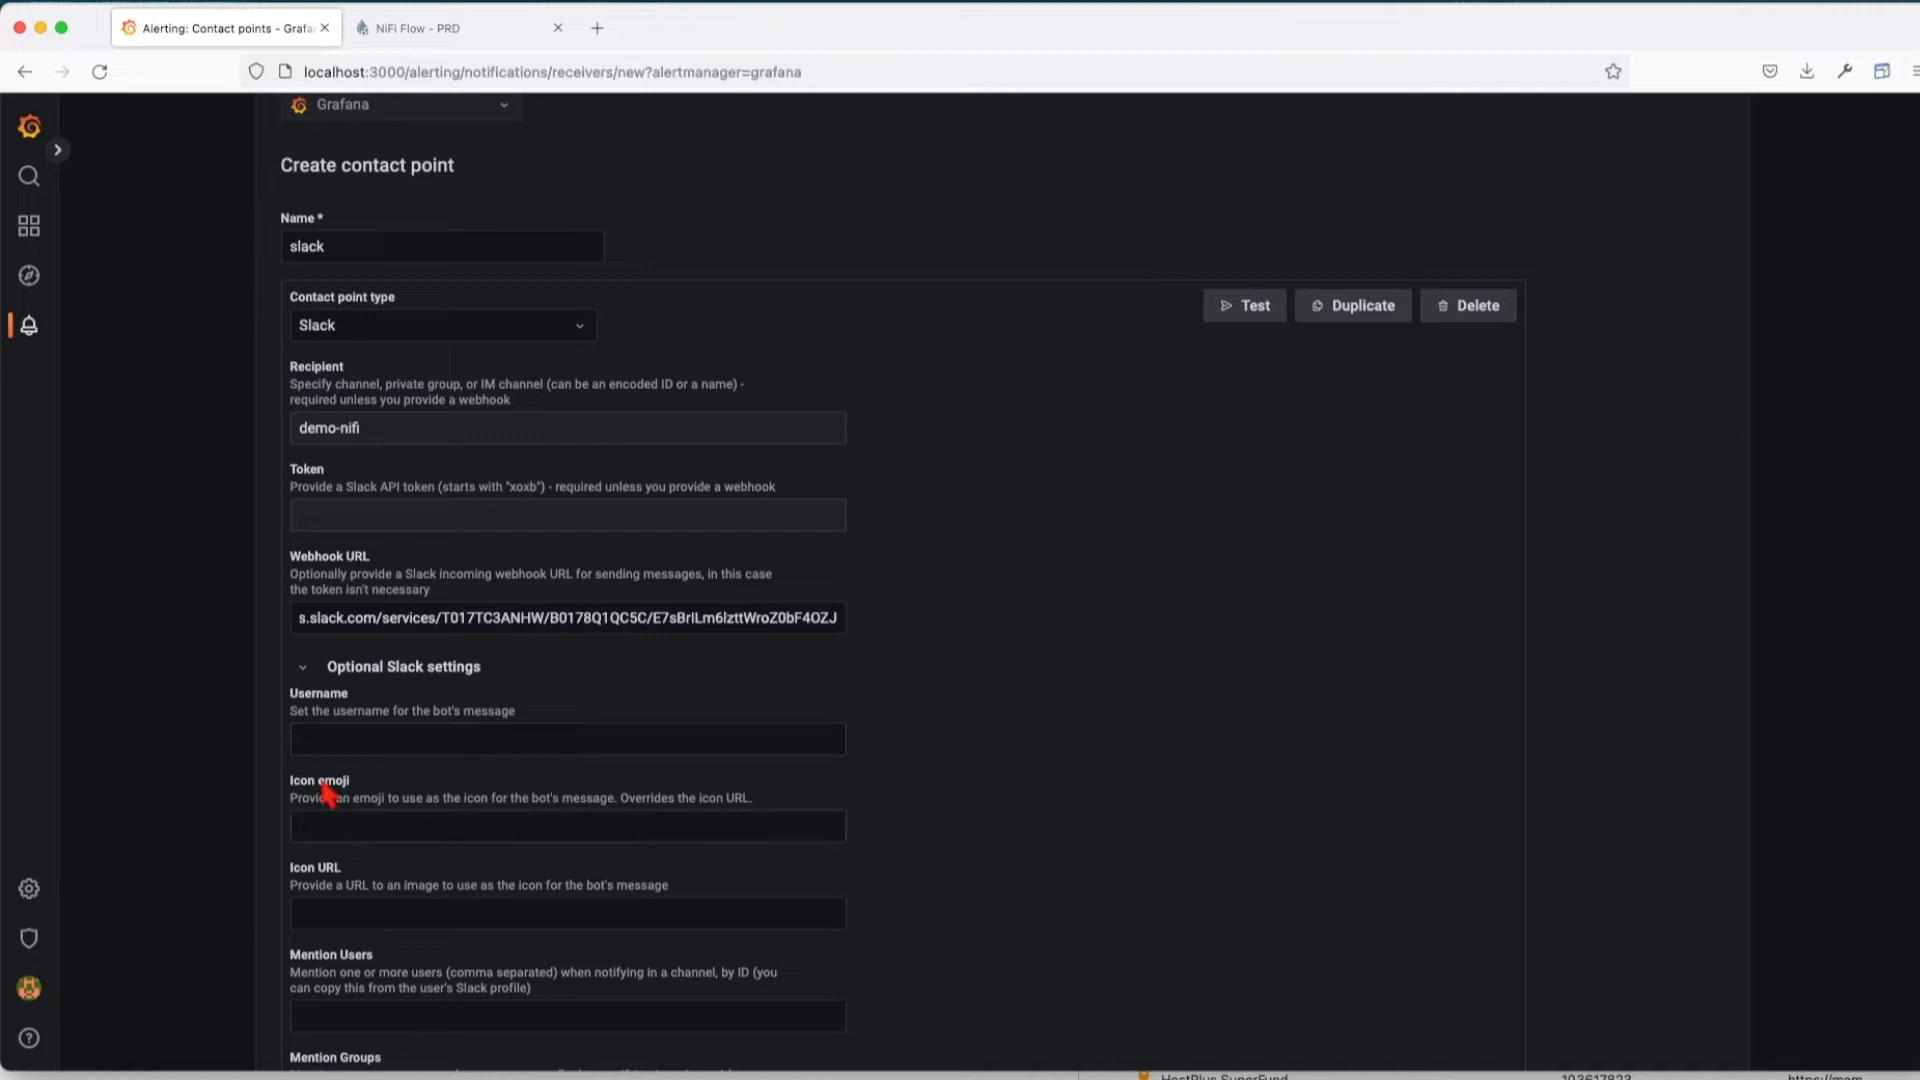 Alerting: Contact points - Grafa
NiFi Flow - PRD
localhost:3000/alerting/notifications/receivers/new?alertmanager=grafana
Grafana
Create contact point
Name *
slack
Contact point type
Test
Duplicate
Delete
Slack
Recipient
Specify channel, private group, or IM channel (can be an encoded ID or a name) -
required unless you provide a webhook
demo-nifi
Token
Provide a Slack API token (starts with "xoxb") - required unless you provide a webhook
Webhook URL
Optionally provide a Slack incoming webhook URL for sending messages, in this case
the token isn't necessary
s.slack.com/services/T017TC3ANHW/B0178Q1QC5C/E7sBrlLm6lzttWroZ0bF4OZJ
Optional Slack settings
Username
Set the username for the bot's message
Icon emoji
Provide an emoji to use as the icon for the bot's message. Overrides the icon URL.
Icon URL
Provide a URL to an image to use as the icon for the bot's message
Mention Users
Mention one or more users (comma separated) when notifying in a channel, by ID (you
can copy this from the user's Slack profile)
Mention Groups
HostPlus SuperFund